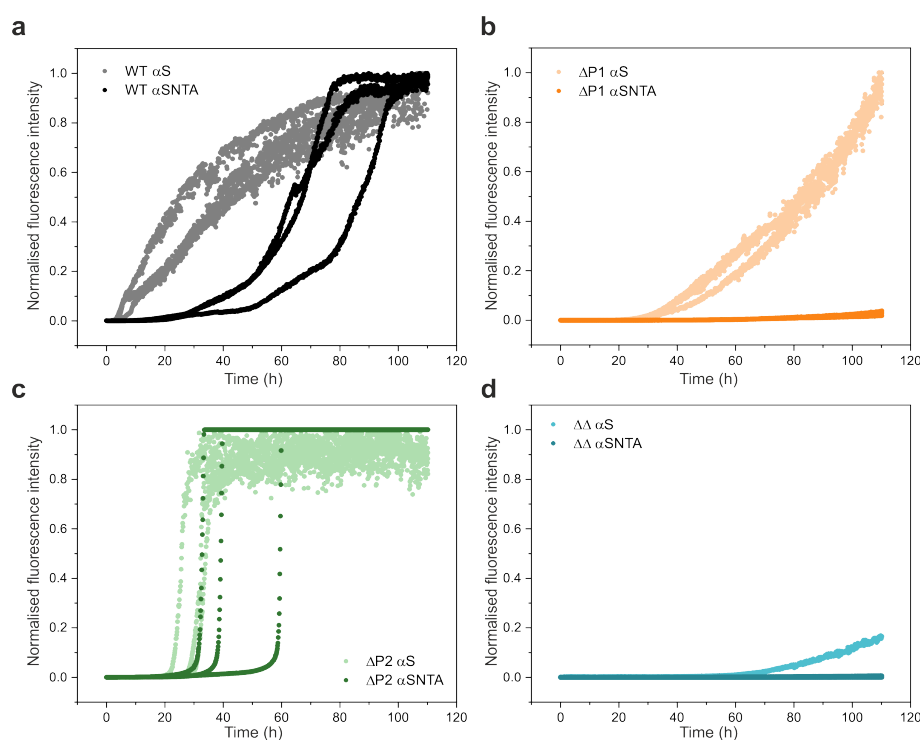 a
WT αS
WT αSNTA
Normalised fluorescence intensity
1.0
0.8
0.6
0.4
0.2
0.0
0 20 40 60 80 100 120
Time (h)
b
ΔP1 αS
ΔP1 αSNTA
Normalised fluorescence intensity
1.0
0.8
0.6
0.4
0.2
0.0
0 20 40 60 80 100 120
Time (h)
c
Normalised fluorescence intensity
1.0
0.8
0.6
0.4
0.2
0.0
ΔP2 αS
ΔP2 αSNTA
0 20 40 60 80 100 120
Time (h)
d
ΔΔ αS
ΔΔ αSNTA
Normalised fluorescence intensity
1.0
0.8
0.6
0.4
0.2
0.0
0 20 40 60 80 100 120
Time (h)